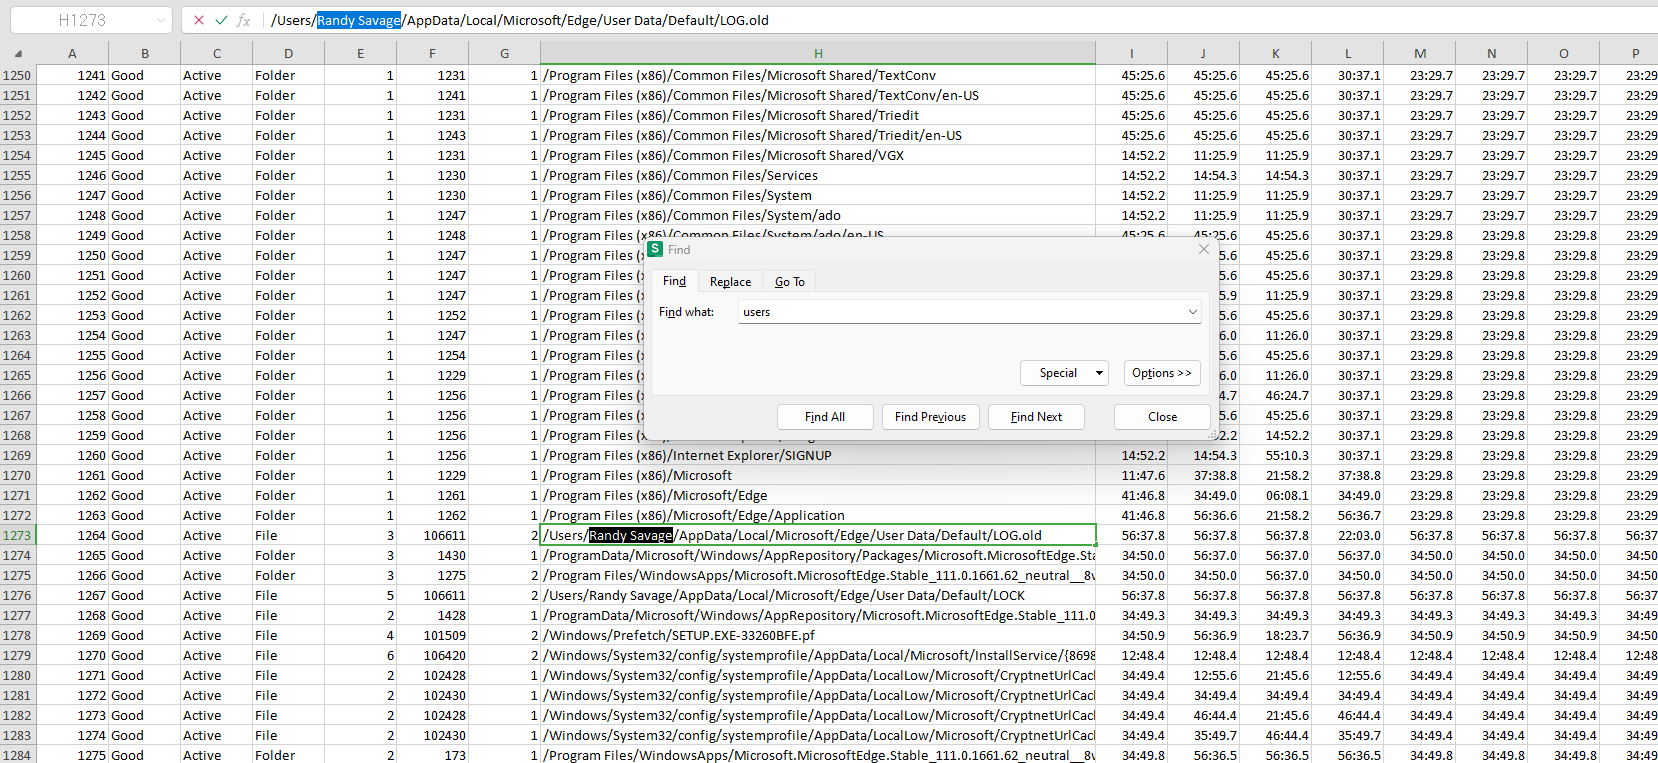 H1273 fx /Users/Randy Savage/AppData/Local/Microsoft/Edge/User Data/Default/LOG.old
A B C D E F G H I J K L M N O P
1250 1241 Good Active Folder 1 1231 1 /Program Files (x86)/Common Files/Microsoft Shared/TextConv 45:25.6 45:25.6 45:25.6 30:37.1 23:29.7 23:29.7 23:29.7 23:29
1251 1242 Good Active Folder 1 1241 1 /Program Files (x86)/Common Files/Microsoft Shared/TextConv/en-US 45:25.6 45:25.6 45:25.6 30:37.1 23:29.7 23:29.7 23:29.7 23:29
1252 1243 Good Active Folder 1 1231 1 /Program Files (x86)/Common Files/Microsoft Shared/Triedit 45:25.6 45:25.6 45:25.6 30:37.1 23:29.7 23:29.7 23:29.7 23:29
1253 1244 Good Active Folder 1 1243 1 /Program Files (x86)/Common Files/Microsoft Shared/Triedit/en-US 45:25.6 45:25.6 45:25.6 30:37.1 23:29.7 23:29.7 23:29.7 23:29
1254 1245 Good Active Folder 1 1231 1 /Program Files (x86)/Common Files/Microsoft Shared/VGX 14:52.2 11:25.9 11:25.9 30:37.1 23:29.7 23:29.7 23:29.7 23:29
1255 1246 Good Active Folder 1 1230 1 /Program Files (x86)/Common Files/Services 14:52.2 14:54.3 14:54.3 30:37.1 23:29.7 23:29.7 23:29.7 23:29
1256 1247 Good Active Folder 1 1230 1 /Program Files (x86)/Common Files/System 14:52.2 11:25.9 11:25.9 30:37.1 23:29.7 23:29.7 23:29.7 23:29
1257 1248 Good Active Folder 1 1247 1 /Program Files (x86)/Common Files/System/ado 14:52.2 11:25.9 11:25.9 30:37.1 23:29.7 23:29.7 23:29.7 23:29
1258 1249 Good Active Folder 1 1248 1 /Program Files (x86)/Common Files/System/ado/en-US 45:25.6 45:25.6 45:25.6 30:37.1 23:29.8 23:29.8 23:29.8 23:29
1259 1250 Good Active Folder 1 1247 1 /Program Files (x 5.6 45:25.6 30:37.1 23:29.8 23:29.8 23:29.8 23:29
1260 1251 Good Active Folder 1 1247 1 /Program Files (x 5.6 45:25.6 30:37.1 23:29.8 23:29.8 23:29.8 23:29
1261 1252 Good Active Folder 1 1247 1 /Program Files (x 5.9 11:25.9 30:37.1 23:29.8 23:29.8 23:29.8 23:29
1262 1253 Good Active Folder 1 1252 1 /Program Files (x 5.6 45:25.6 30:37.1 23:29.8 23:29.8 23:29.8 23:29
1263 1254 Good Active Folder 1 1247 1 /Program Files (x 6.0 11:26.0 30:37.1 23:29.8 23:29.8 23:29.8 23:29
1264 1255 Good Active Folder 1 1254 1 /Program Files (x 5.6 45:25.6 30:37.1 23:29.8 23:29.8 23:29.8 23:29
1265 1256 Good Active Folder 1 1229 1 /Program Files (x 6.0 11:26.0 30:37.1 23:29.8 23:29.8 23:29.8 23:29
1266 1257 Good Active Folder 1 1256 1 /Program Files (x 4.7 46:24.7 30:37.1 23:29.8 23:29.8 23:29.8 23:29
1267 1258 Good Active Folder 1 1256 1 /Program Files (x 5.6 45:25.6 30:37.1 23:29.8 23:29.8 23:29.8 23:29
1268 1259 Good Active Folder 1 1256 1 /Program Files (x 2.2 14:52.2 30:37.1 23:29.8 23:29.8 23:29.8 23:29
1269 1260 Good Active Folder 1 1256 1 /Program Files (x86)/Internet Explorer/SIGNUP 14:52.2 14:54.3 55:10.3 30:37.1 23:29.8 23:29.8 23:29.8 23:29
1270 1261 Good Active Folder 1 1229 1 /Program Files (x86)/Microsoft 11:47.6 37:38.8 21:58.2 37:38.8 23:29.8 23:29.8 23:29.8 23:29
1271 1262 Good Active Folder 1 1261 1 /Program Files (x86)/Microsoft/Edge 41:46.8 34:49.0 06:08.1 34:49.0 23:29.8 23:29.8 23:29.8 23:29
1272 1263 Good Active Folder 1 1262 1 /Program Files (x86)/Microsoft/Edge/Application 41:46.8 56:36.6 21:58.2 56:36.7 23:29.8 23:29.8 23:29.8 23:29
1273 1264 Good Active File 3 106611 2 /Users/Randy Savage/AppData/Local/Microsoft/Edge/User Data/Default/LOG.old 56:37.8 56:37.8 56:37.8 22:03.0 56:37.8 56:37.8 56:37.8 56:37
1274 1265 Good Active Folder 3 1430 1 /ProgramData/Microsoft/Windows/AppRepository/Packages/Microsoft.MicrosoftEdge.Sta 34:50.0 56:37.0 56:37.0 56:37.0 34:50.0 34:50.0 34:50.0 34:50
1275 1266 Good Active Folder 3 1275 2 /Program Files/WindowsApps/Microsoft.MicrosoftEdge.Stable_111.0.1661.62_neutral__8w 34:50.0 34:50.0 56:37.0 34:50.0 34:50.0 34:50.0 34:50.0 34:50
1276 1267 Good Active File 5 106611 2 /Users/Randy Savage/AppData/Local/Microsoft/Edge/User Data/Default/LOCK 56:37.8 56:37.8 56:37.8 56:37.8 56:37.8 56:37.8 56:37.8 56:37
1277 1268 Good Active File 2 1428 1 /ProgramData/Microsoft/Windows/AppRepository/Microsoft.MicrosoftEdge.Stable_111.0 34:49.3 34:49.3 34:49.3 34:49.3 34:49.3 34:49.3 34:49.3 34:49
1278 1269 Good Active File 4 101509 2 /Windows/Prefetch/SETUP.EXE-33260BFE.pf 34:50.9 56:36.9 18:23.7 56:36.9 34:50.9 34:50.9 34:50.9 34:50
1279 1270 Good Active File 6 106420 2 /Windows/System32/config/systemprofile/AppData/Local/Microsoft/InstallService/{8698 12:48.4 12:48.4 12:48.4 12:48.4 12:48.4 12:48.4 12:48.4 12:48
1280 1271 Good Active File 2 102428 1 /Windows/System32/config/systemprofile/AppData/LocalLow/Microsoft/CryptnetUrlCach 34:49.4 12:55.6 21:45.6 12:55.6 34:49.4 34:49.4 34:49.4 34:49
1281 1272 Good Active File 2 102430 1 /Windows/System32/config/systemprofile/AppData/LocalLow/Microsoft/CryptnetUrlCach 34:49.4 34:49.4 34:49.4 34:49.4 34:49.4 34:49.4 34:49.4 34:49
1282 1273 Good Active File 2 102428 1 /Windows/System32/config/systemprofile/AppData/LocalLow/Microsoft/CryptnetUrlCach 34:49.4 46:44.4 21:45.6 46:44.4 34:49.4 34:49.4 34:49.4 34:49
1283 1274 Good Active File 2 102430 1 /Windows/System32/config/systemprofile/AppData/LocalLow/Microsoft/CryptnetUrlCach 34:49.4 35:49.7 46:44.4 35:49.7 34:49.4 34:49.4 34:49.4 34:49
1284 1275 Good Active Folder 2 173 1 /Program Files/WindowsApps/Microsoft.MicrosoftEdge.Stable_111.0.1661.62_neutral__8w 34:49.8 56:36.5 56:36.5 56:36.5 34:49.8 34:49.8 34:49.8 34:49
S Find
Find Replace Go To
Find what: users
Special Options >>
Find All Find Previous Find Next Close